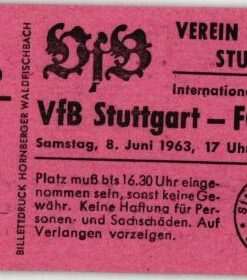 BILLETTDRUCK HORNBERGER WALDFISCHBACH
VfB
VEREIN
STU
Internation
VfB Stuttgart – F
Samstag, 8. Juni 1963, 17 Uh
Platz muß bis 16.30 Uhr einge-
nommen sein, sonst keine Ge-
währ. Keine Haftung für Per-
sonen- und Sachschäden. Auf
Verlangen vorzeigen.